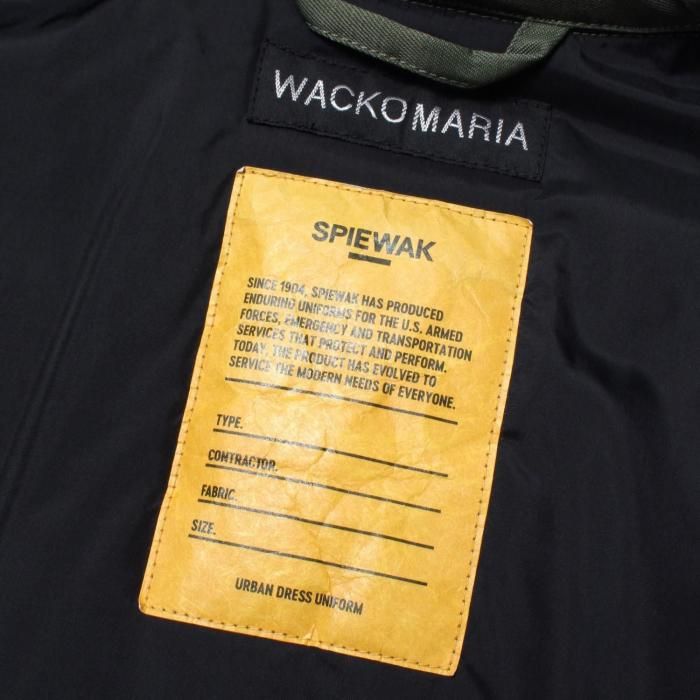 WACKO MARIA
SPIEWAK
SINCE 1904, SPIEWAK HAS PRODUCED
ENDURING UNIFORMS FOR THE U.S. ARMED
FORCES, EMERGENCY AND TRANSPORTATION
SERVICES THAT PROTECT AND PERFORM.
TODAY, THE PRODUCT HAS EVOLVED TO
SERVICE THE MODERN NEEDS OF EVERYONE.
TYPE.
CONTRACTOR.
FABRIC.
SIZE.
URBAN DRESS UNIFORM